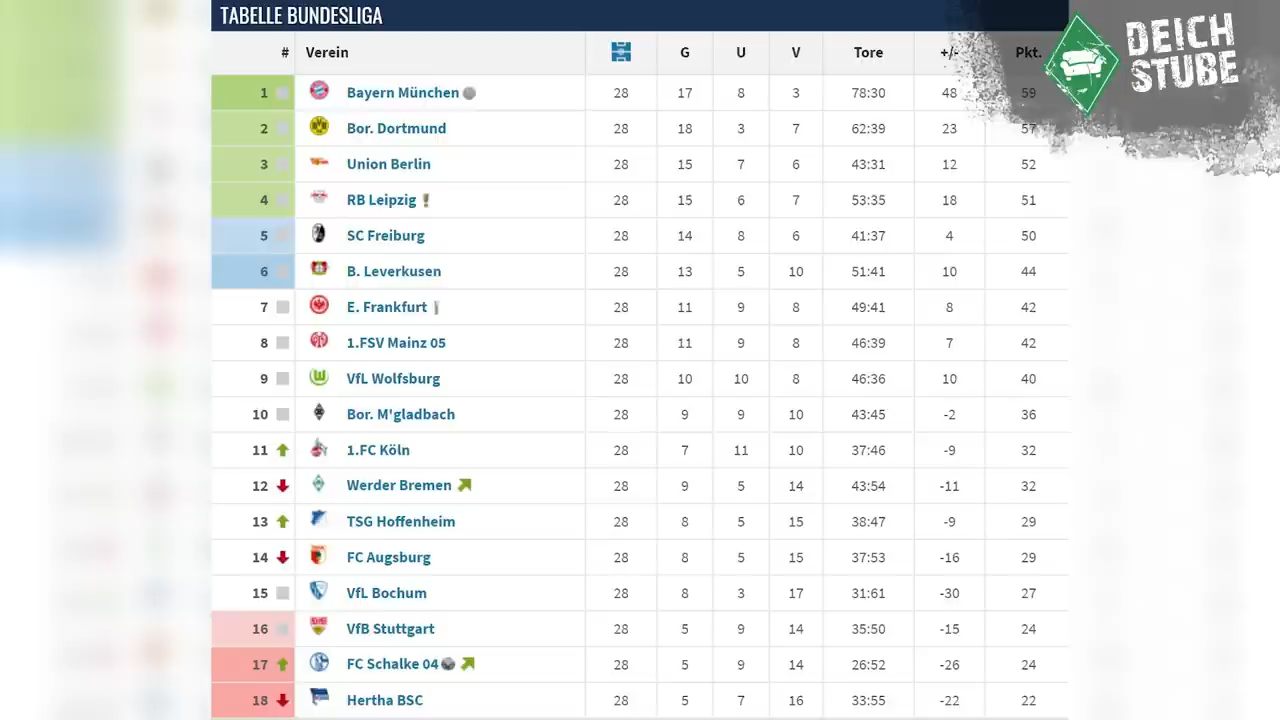 TABELLE BUNDESLIGA
# Verein G U V Tore +/- Pkt.
DEICH
STUBE
1 Bayern München 28 17 8 3 78:30 48 59
2 Bor. Dortmund 28 18 3 7 62:39 23 57
3 Union Berlin 28 15 7 6 43:31 12 52
4 RB Leipzig 28 15 6 7 53:35 18 51
5 SC Freiburg 28 14 8 6 41:37 4 50
6 B. Leverkusen 28 13 5 10 51:41 10 44
7 E. Frankfurt 28 11 9 8 49:41 8 42
8 1.FSV Mainz 05 28 11 9 8 46:39 7 42
9 VfL Wolfsburg 28 10 10 8 46:36 10 40
10 Bor. M'gladbach 28 9 9 10 43:45 -2 36
11 1.FC Köln 28 7 11 10 37:46 -9 32
12 Werder Bremen 28 9 5 14 43:54 -11 32
13 TSG Hoffenheim 28 8 5 15 38:47 -9 29
14 FC Augsburg 28 8 5 15 37:53 -16 29
15 VfL Bochum 28 8 3 17 31:61 -30 27
16 VfB Stuttgart 28 5 9 14 35:50 -15 24
17 FC Schalke 04 28 5 9 14 26:52 -26 24
18 Hertha BSC 28 5 7 16 33:55 -22 22